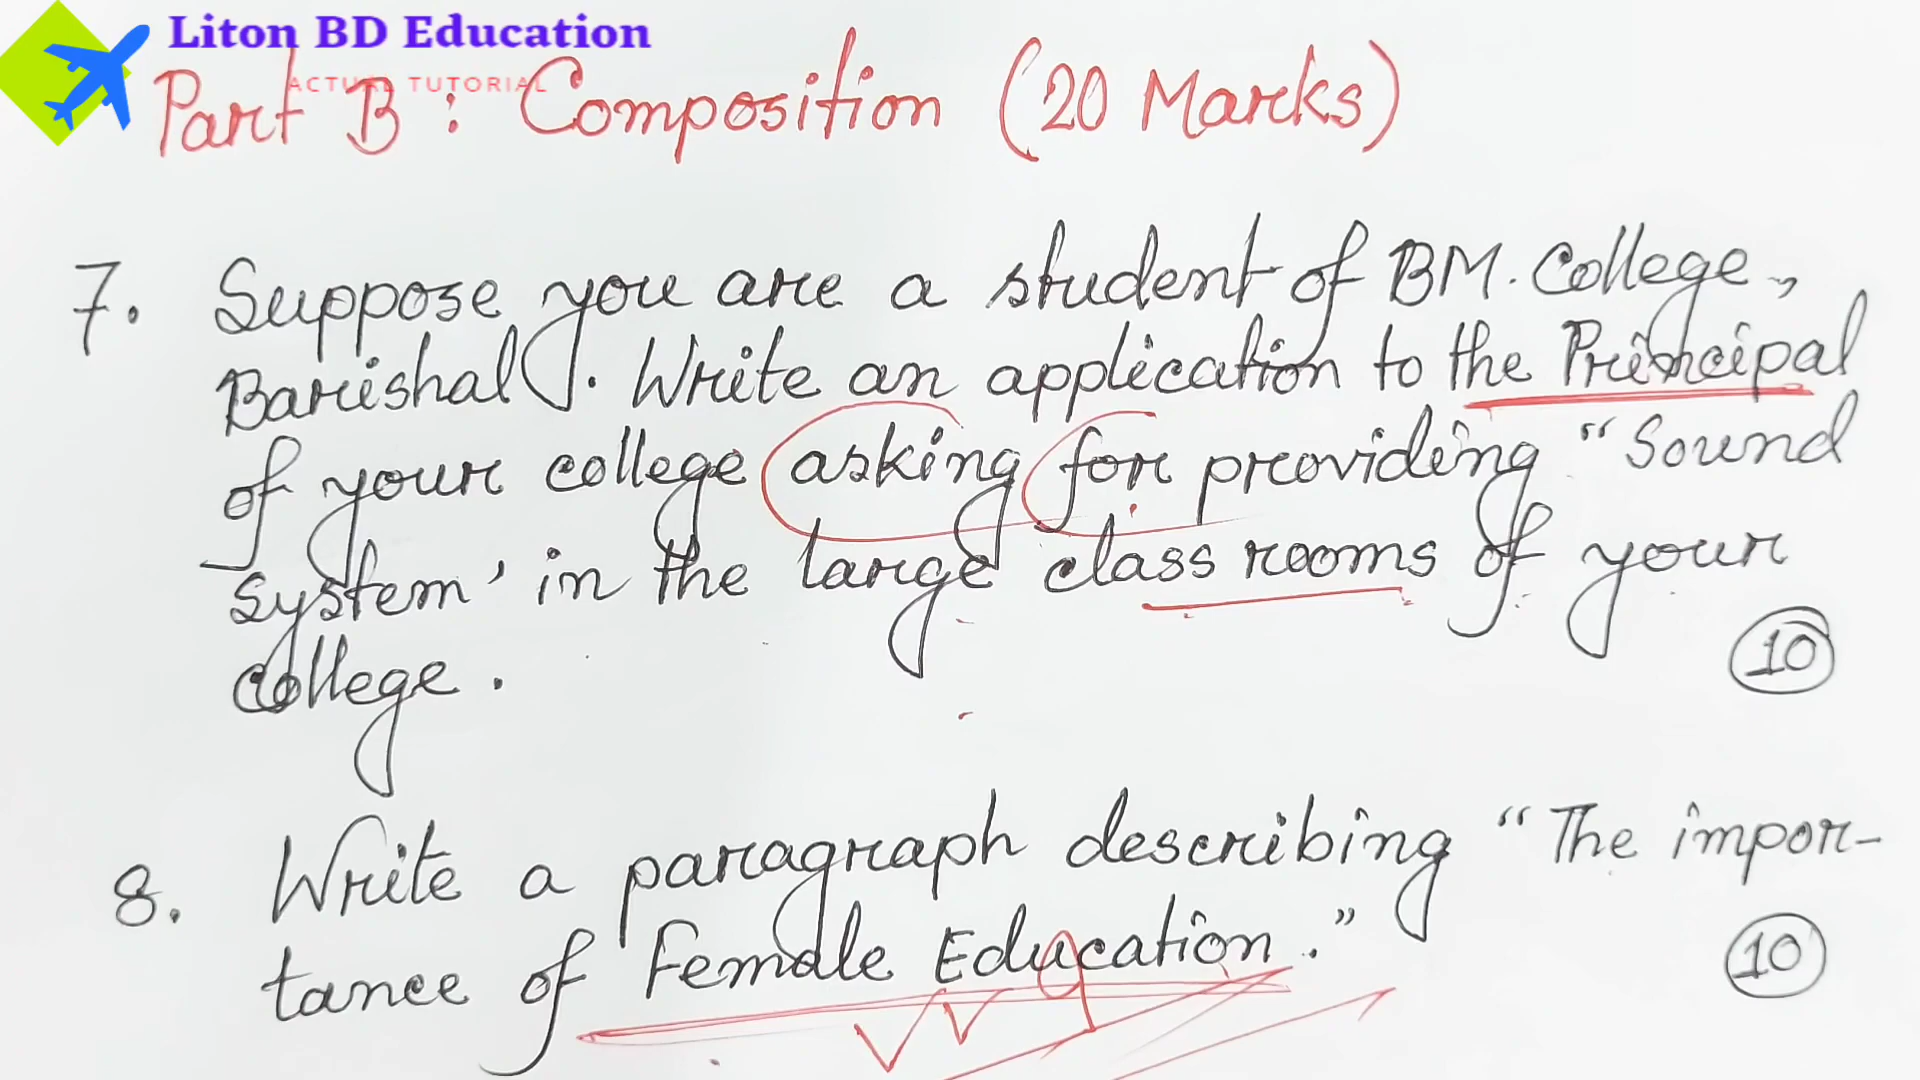 Liton BD Education
ACTUAL TUTORIAL
Part B : Composition (20 Marks)
7. Suppose you are a student of BM. College,
Barishal. Write an application to the Principal
of your college asking for providing "Sound
system' in the large class rooms of your
college.
10
8. Write a paragraph describing "The impor-
tance of Female Education."
10